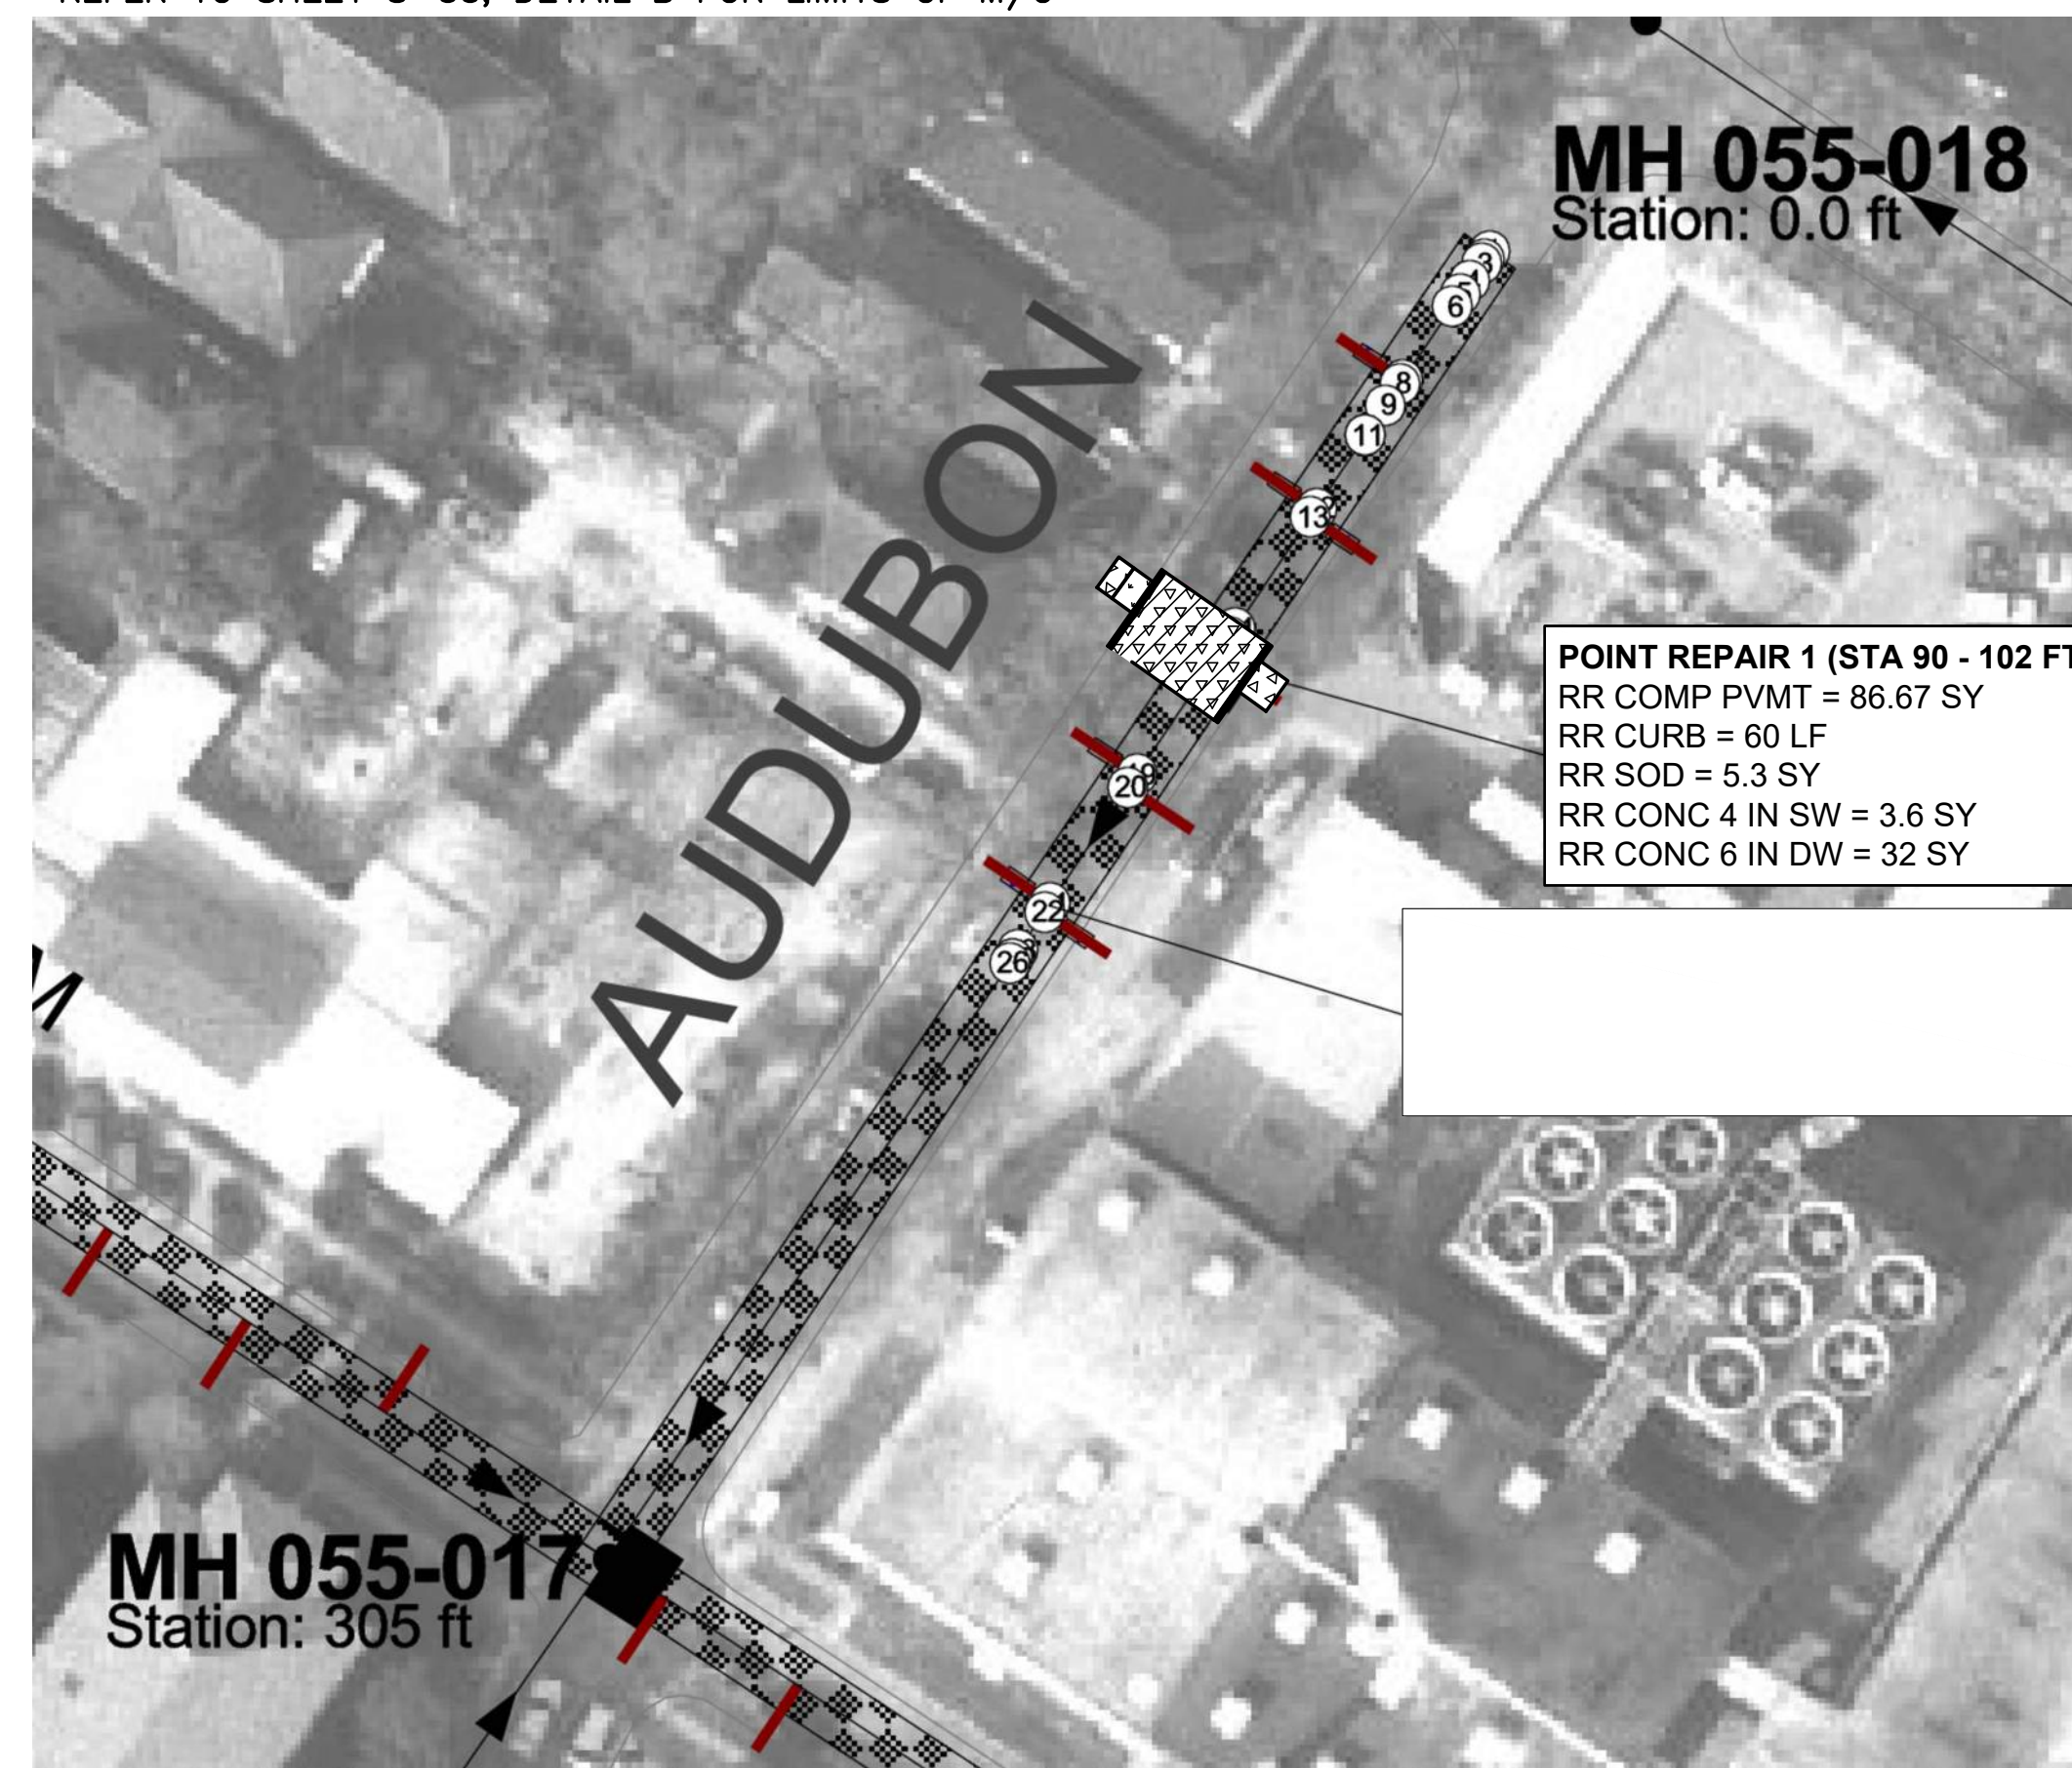 MH 055-018
Station: 0.0 ft
3
6
8
9
11
13
AUDUBON
POINT REPAIR 1 (STA 90 - 102 FT
RR COMP PVMT = 86.67 SY
RR CURB = 60 LF
RR SOD = 5.3 SY
RR CONC 4 IN SW = 3.6 SY
RR CONC 6 IN DW = 32 SY
20
22
26
M
MH 055-017
Station: 305 ft